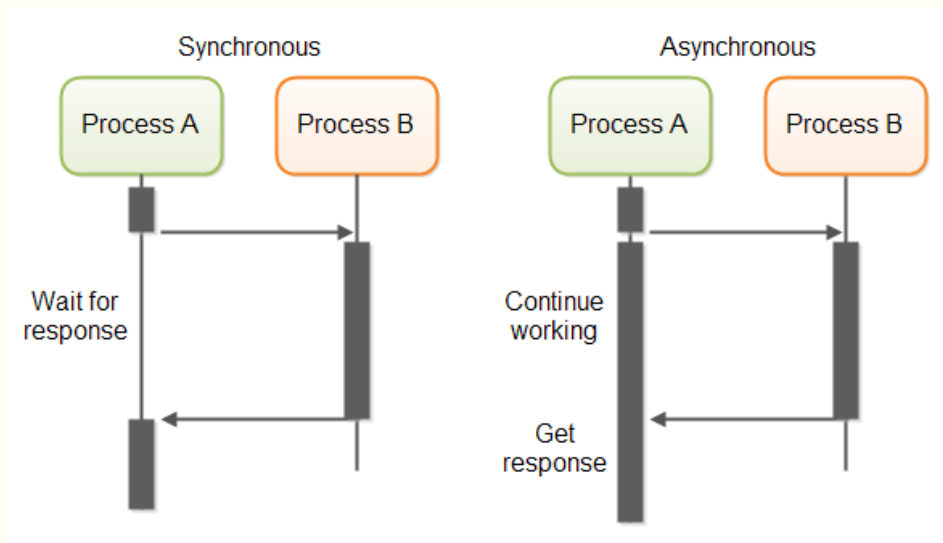 Synchronous
Asynchronous
Process A
Process B
Process A
Process B
Wait for
response
Continue
working
Get
response